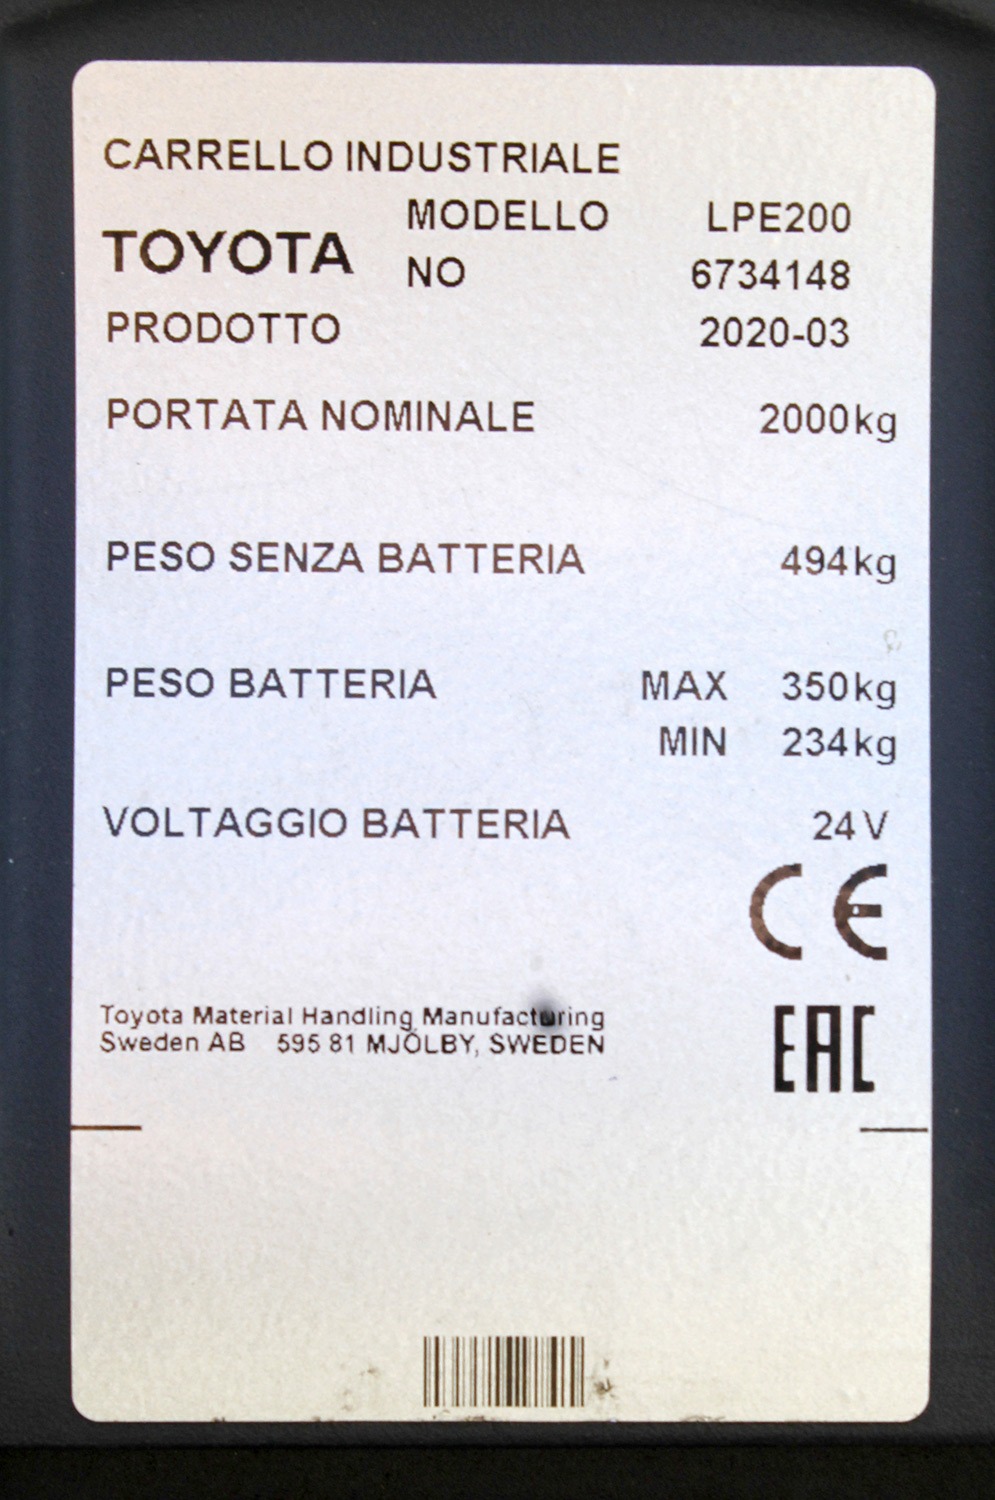 CARRELLO INDUSTRIALE
TOYOTA MODELLO LPE200
NO 6734148
PRODOTTO 2020-03
PORTATA NOMINALE 2000kg
PESO SENZA BATTERIA 494kg
PESO BATTERIA MAX 350kg
MIN 234kg
VOLTAGGIO BATTERIA 24V
CE
Toyota Material Handling Manufacturing
Sweden AB 595 81 MJÖLBY, SWEDEN
EAC